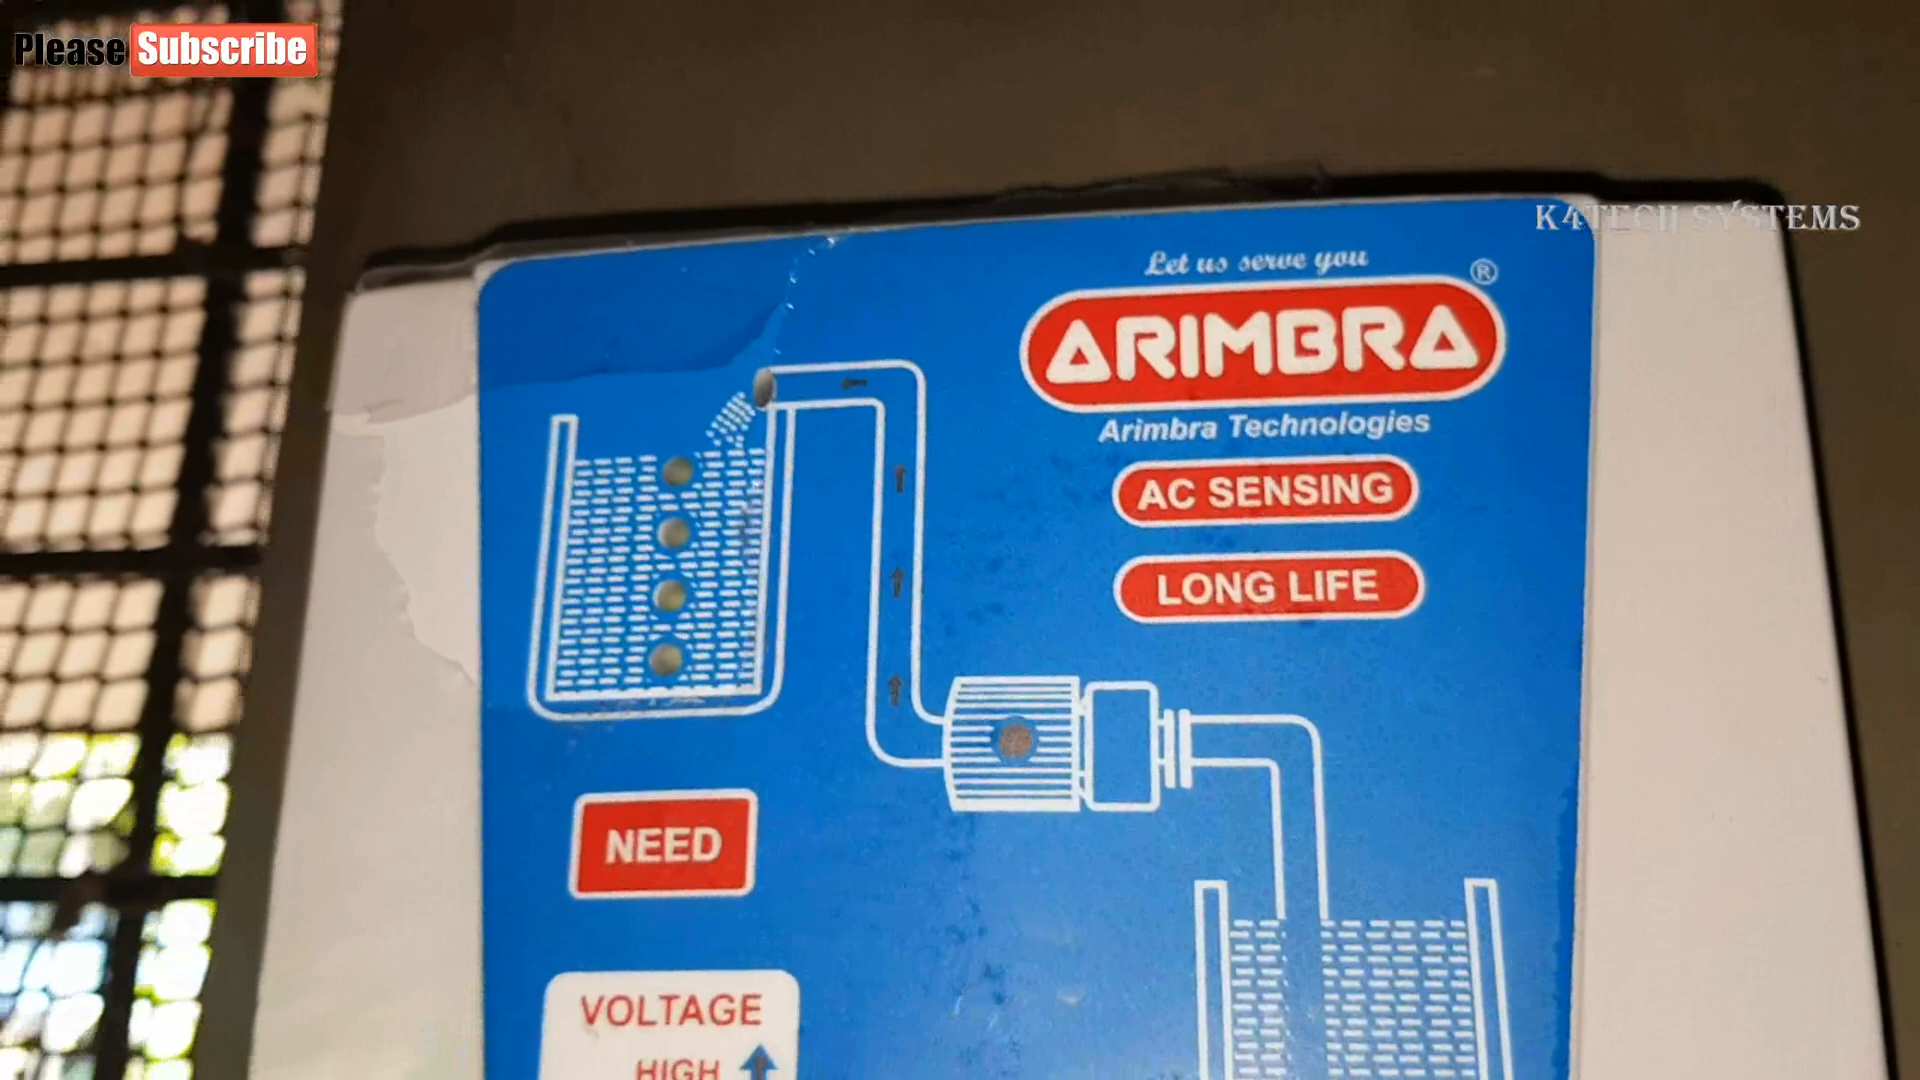 Please Subscribe
K4TECH SYSTEMS
Let us serve you
ARIMBRA ®
Arimbra Technologies
AC SENSING
LONG LIFE
NEED
VOLTAGE
HIGH